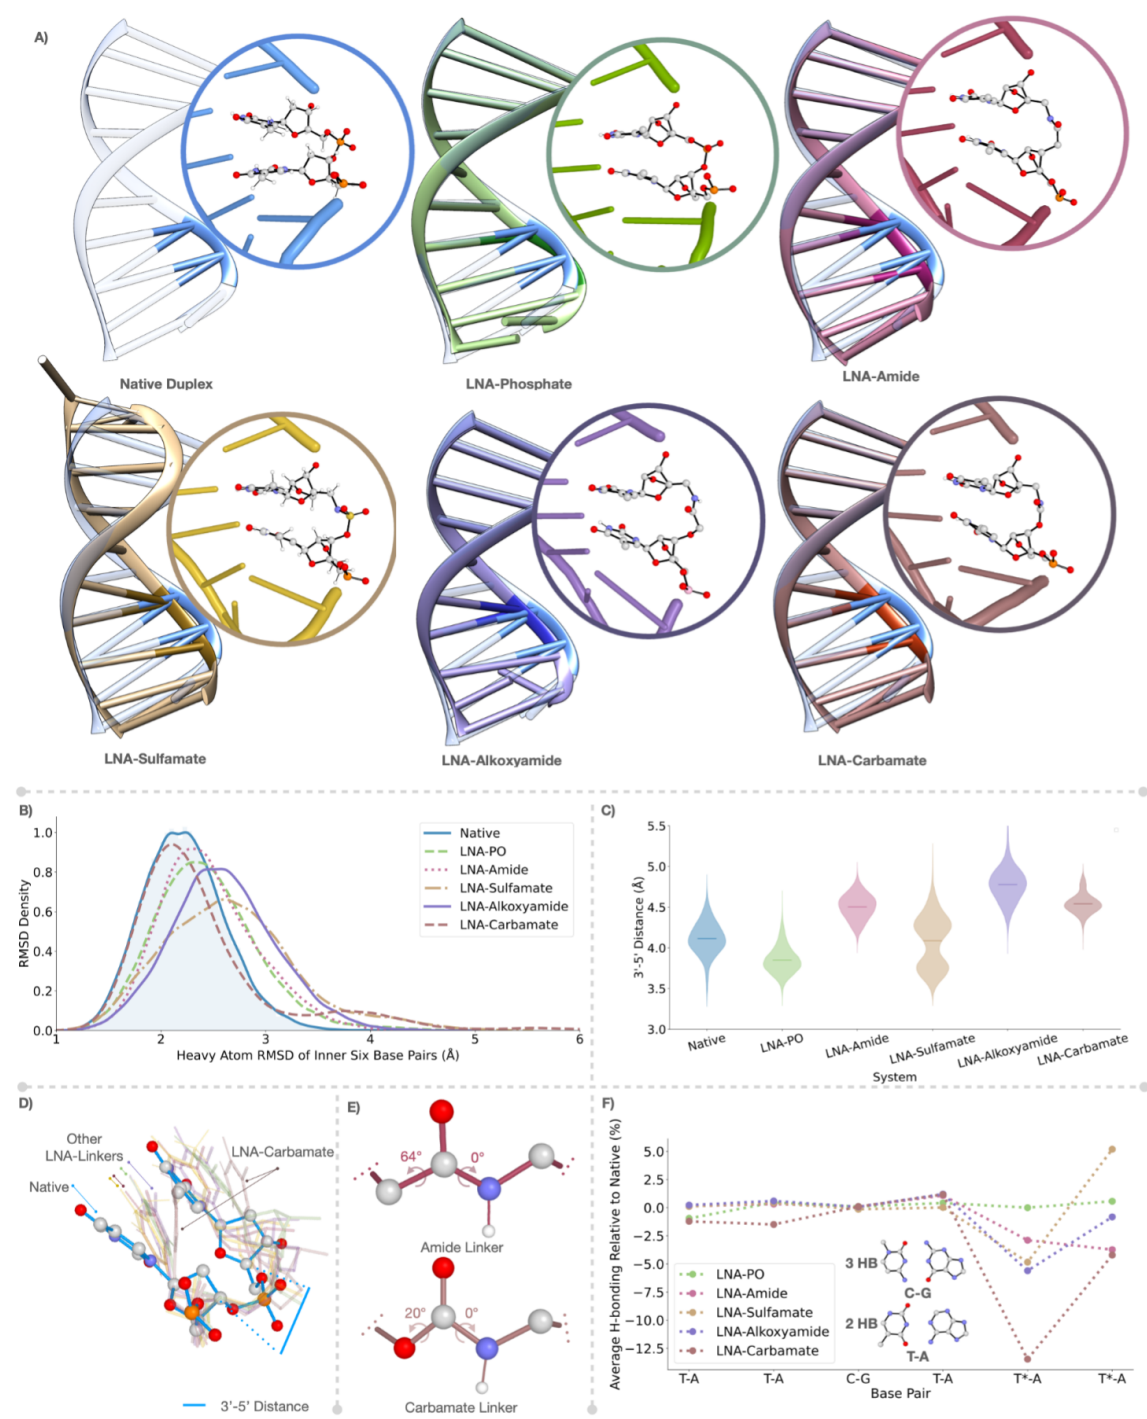 A)
Native Duplex
LNA-Phosphate
LNA-Amide
LNA-Sulfamate
LNA-Alkoxyamide
LNA-Carbamate
B)
RMSD Density
1.0
0.8
0.6
0.4
0.2
0.0
1 2 3 4 5 6
Heavy Atom RMSD of Inner Six Base Pairs (Å)
Native
LNA-PO
LNA-Amide
LNA-Sulfamate
LNA-Alkoxyamide
LNA-Carbamate
C)
3'-5' Distance (Å)
5.5
5.0
4.5
4.0
3.5
3.0
Native LNA-PO LNA-Amide LNA-Sulfamate LNA-Alkoxyamide LNA-Carbamate
System
D)
Other
LNA-Linkers
LNA-Carbamate
Native
3'-5' Distance
E)
64° 0°
Amide Linker
20° 0°
Carbamate Linker
F)
Average H-bonding Relative to Native (%)
5.0
2.5
0.0
−2.5
−5.0
−7.5
−10.0
−12.5
LNA-PO
LNA-Amide
LNA-Sulfamate
LNA-Alkoxyamide
LNA-Carbamate
3 HB
C-G
2 HB
T-A
T-A T-A C-G T-A T*-A T*-A
Base Pair